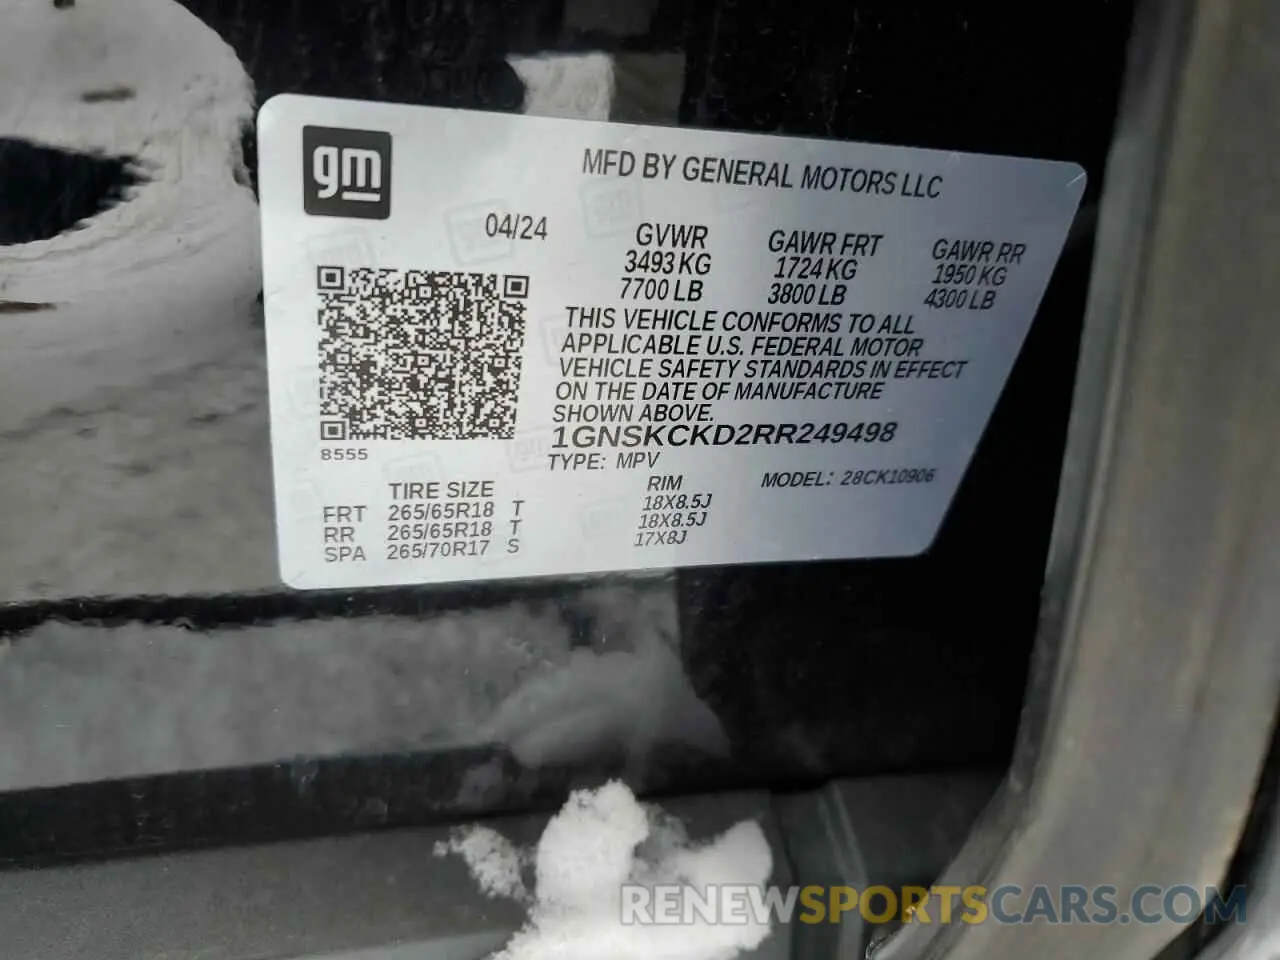 gm
MFD BY GENERAL MOTORS LLC
04/24
GVWR GAWR FRT GAWR RR
3493 KG 1724 KG 1950 KG
7700 LB 3800 LB 4300 LB
THIS VEHICLE CONFORMS TO ALL
APPLICABLE U.S. FEDERAL MOTOR
VEHICLE SAFETY STANDARDS IN EFFECT
ON THE DATE OF MANUFACTURE
SHOWN ABOVE.
1GNSKCKD2RR249498
8555
TYPE: MPV MODEL: 28CK10906
TIRE SIZE RIM
FRT 265/65R18 T 18X8.5J
RR 265/65R18 T 18X8.5J
SPA 265/70R17 S 17X8J
RENEWSPORTSCARS.COM